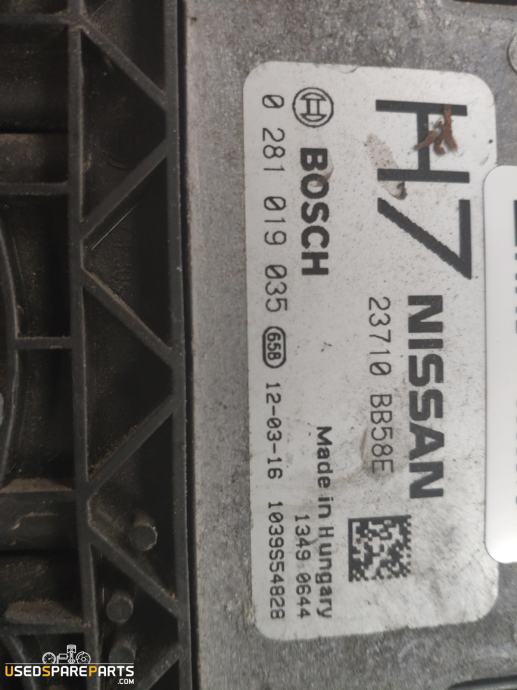 H7 NISSAN
23710 BB58E
BOSCH Made in Hungary
1349 0644
0 281 019 035 658 12-03-16 1039S54828
USEDSPAREPARTS
.COM